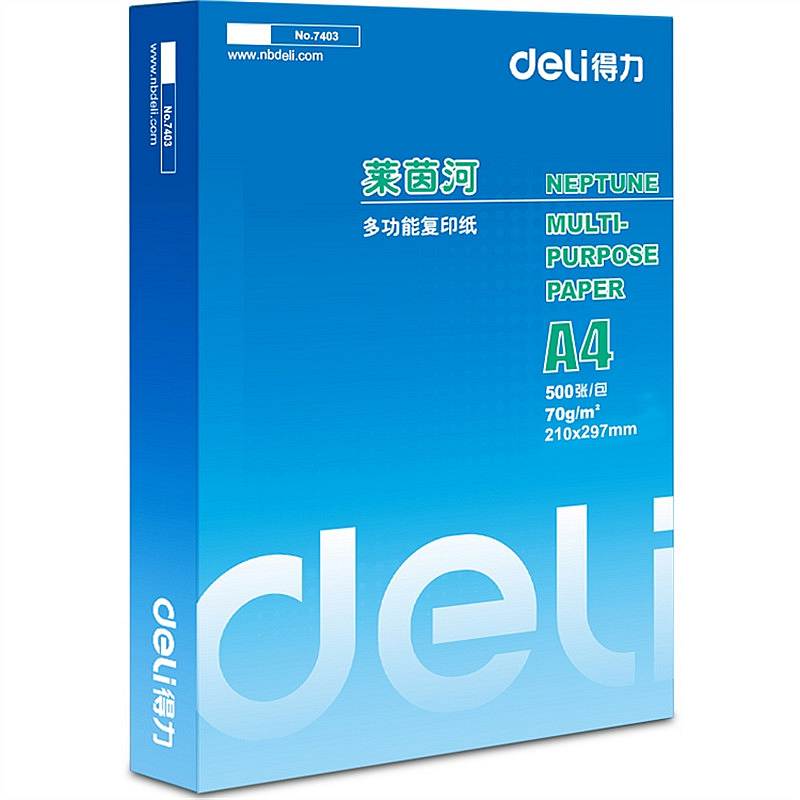 No.7403
www.nbdeli.com
deli得力
莱茵河
多功能复印纸
NEPTUNE
MULTI-
PURPOSE
PAPER
A4
500张/包
70g/m²
210x297mm
deli
No.7403
www.nbdeli.com
deli得力